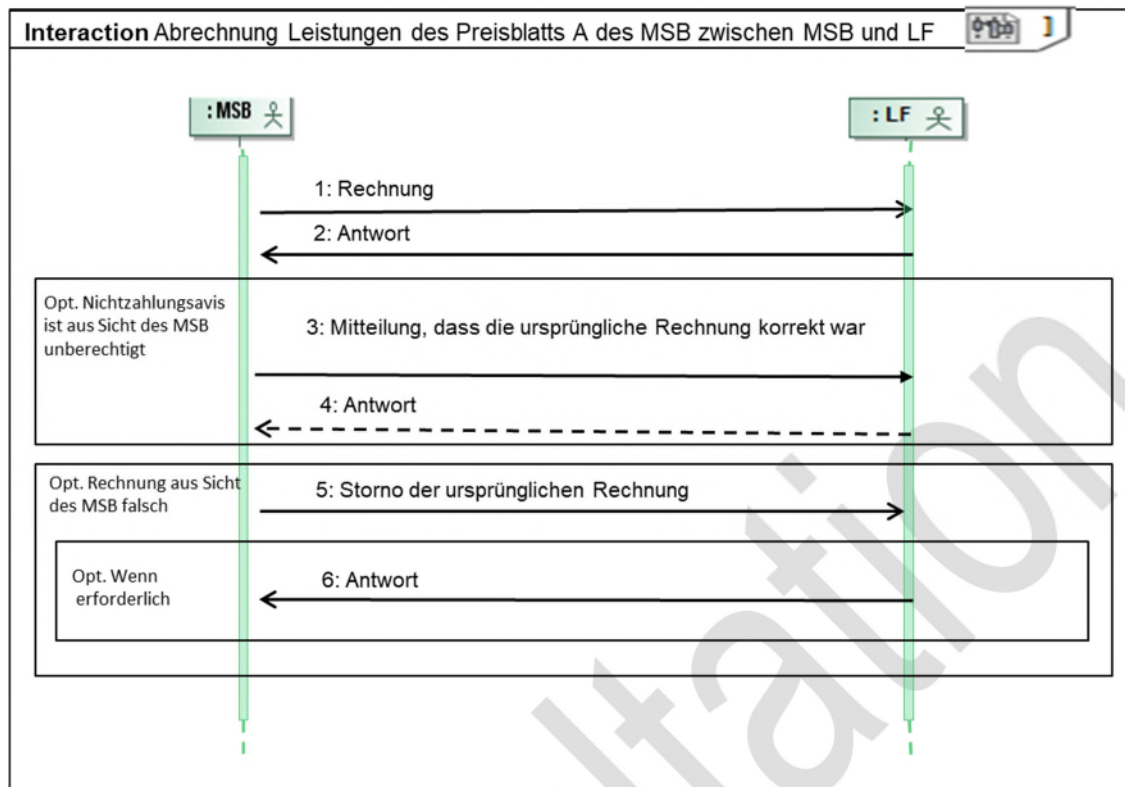 Interaction Abrechnung Leistungen des Preisblatts A des MSB zwischen MSB und LF
: MSB
: LF
1: Rechnung
2: Antwort
Opt. Nichtzahlungsavis
ist aus Sicht des MSB
unberechtigt
3: Mitteilung, dass die ursprüngliche Rechnung korrekt war
4: Antwort
Opt. Rechnung aus Sicht
des MSB falsch
5: Storno der ursprünglichen Rechnung
Opt. Wenn
erforderlich
6: Antwort
ltation